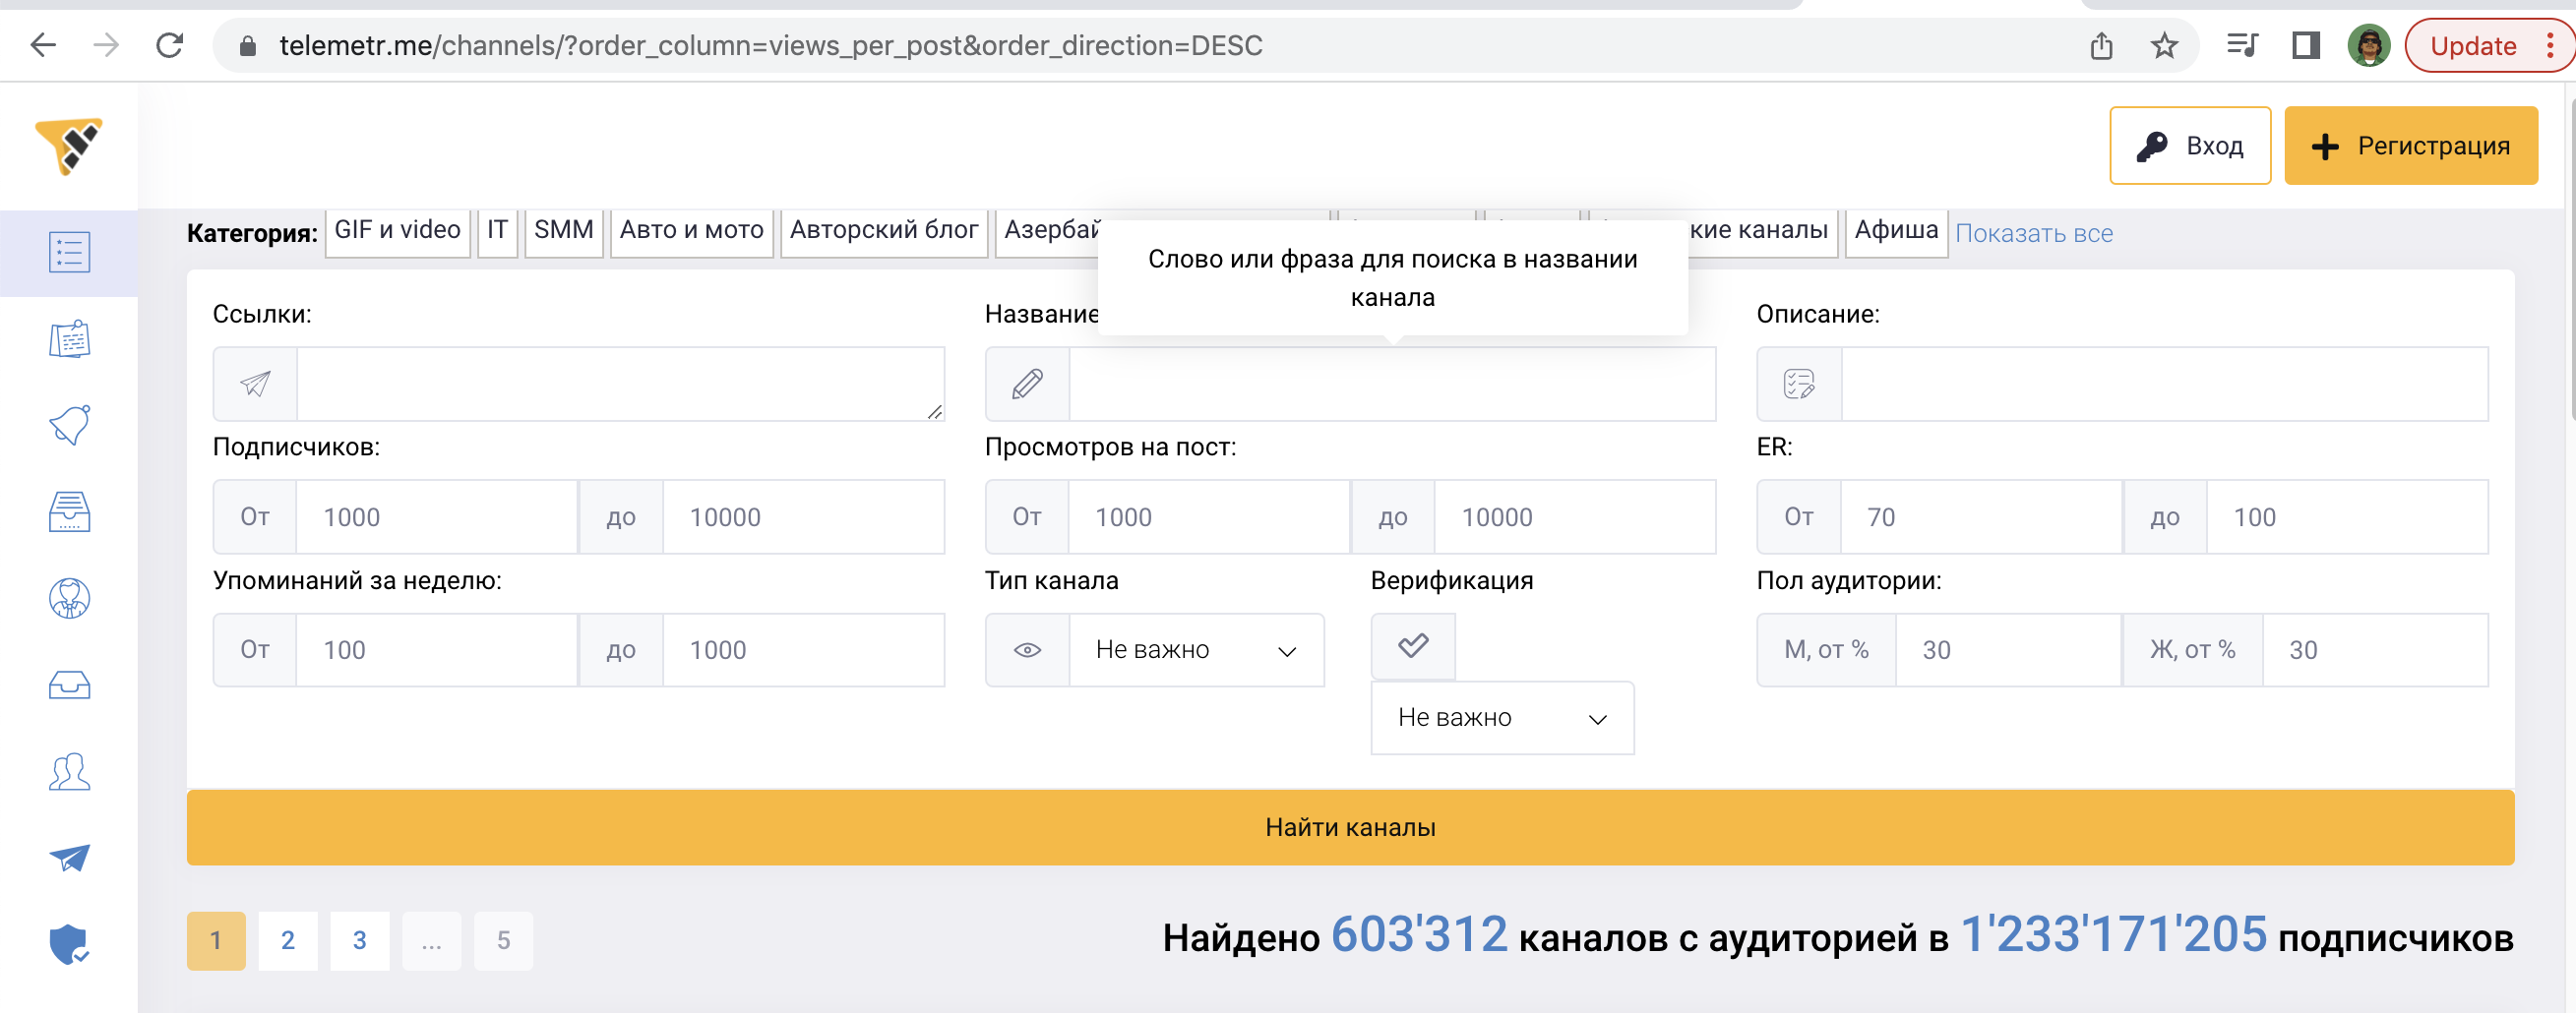 telemetr.me/channels/?order_column=views_per_post&order_direction=DESC
Update
Вход
Регистрация
Категория: GIF и video IT SMM Авто и мото Авторский блог кие каналы Афиша Показать все
Слово или фраза для поиска в названии
канала
Ссылки:
Название
Описание:
Подписчиков:
Просмотров на пост:
ER:
От 1000 до 10000
От 1000 до 10000
От 70 до 100
Упоминаний за неделю:
Тип канала
Верификация
Пол аудитории:
От 100 до 1000
Не важно
М, от % 30 Ж, от % 30
Не важно
Найти каналы
1 2 3 ... 5
Найдено 603'312 каналов с аудиторией в 1'233'171'205 подписчиков